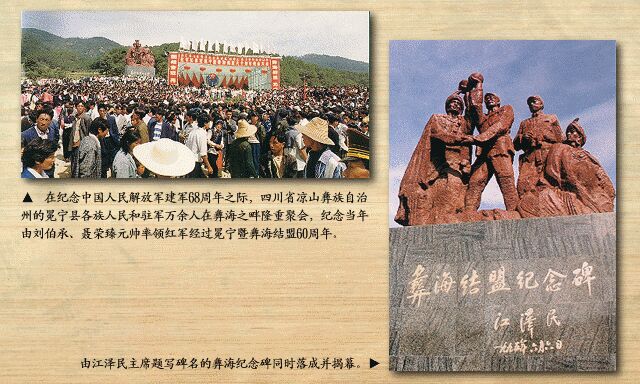 ▲ 在纪念中国人民解放军建军68周年之际，四川省凉山彝族自治
州的冕宁县各族人民和驻军万余人在彝海之畔隆重聚会，纪念当年
由刘伯承、聂荣臻元帅率领红军经过冕宁暨彝海结盟60周年。
彝海结盟纪念碑
江泽民
由江泽民主席题写碑名的彝海纪念碑同时落成并揭幕。▶